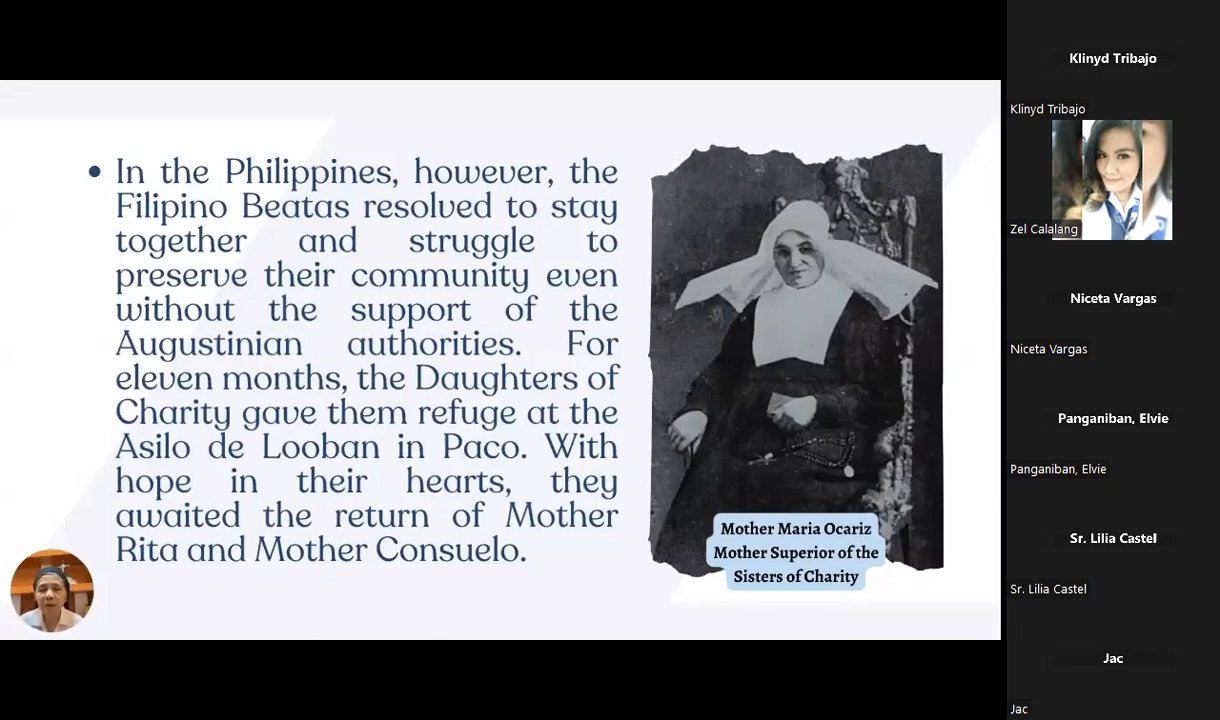 • In the Philippines, however, the
Filipino Beatas resolved to stay
together and struggle to
preserve their community even
without the support of the
Augustinian authorities. For
eleven months, the Daughters of
Charity gave them refuge at the
Asilo de Looban in Paco. With
hope in their hearts, they
awaited the return of Mother
Rita and Mother Consuelo.
Mother Maria Ocariz
Mother Superior of the
Sisters of Charity
Klinyd Tribajo
Klinyd Tribajo
Zel Calalang
Niceta Vargas
Niceta Vargas
Panganiban, Elvie
Panganiban, Elvie
Sr. Lilia Castel
Sr. Lilia Castel
Jac
Jac